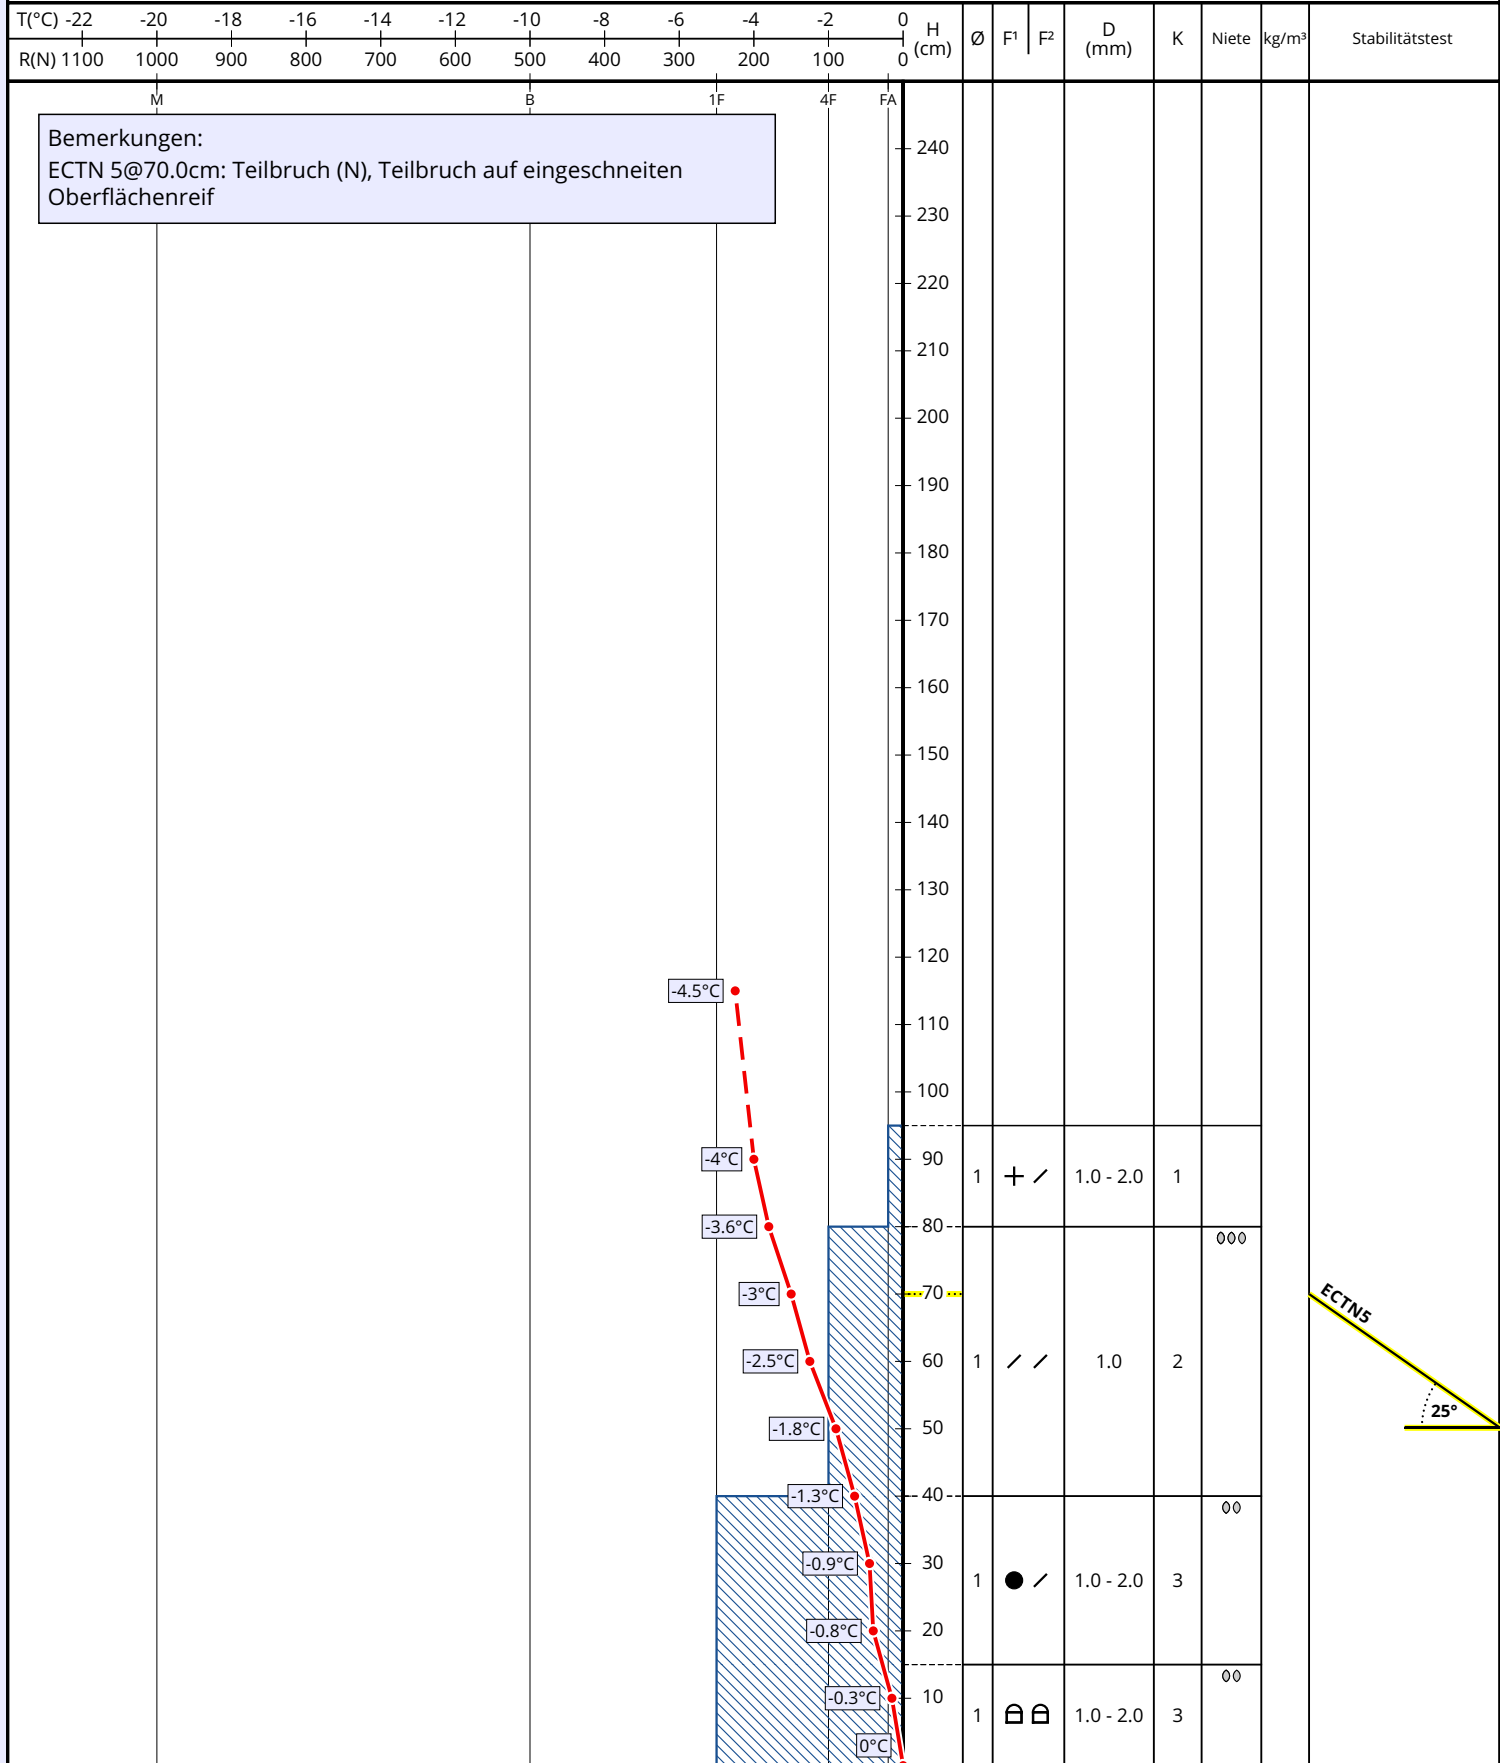 T(°C) -22 -20 -18 -16 -14 -12 -10 -8 -6 -4 -2 0
R(N) 1100 1000 900 800 700 600 500 400 300 200 100 0
H (cm) Ø F¹ F² D (mm) K Niete kg/m³ Stabilitätstest
M B 1F 4F FA
Bemerkungen:
ECTN 5@70.0cm: Teilbruch (N), Teilbruch auf eingeschneiten
Oberflächenreif
240
230
220
210
200
190
180
170
160
150
140
130
120
-4.5°C
110
100
-4°C 90
1 1.0 - 2.0 1
-3.6°C 80
-3°C 70
ECTN5
-2.5°C 60 1 1.0 2
25°
-1.8°C 50
-1.3°C 40
-0.9°C 30
1 1.0 - 2.0 3
-0.8°C 20
-0.3°C 10
1 1.0 - 2.0 3
0°C